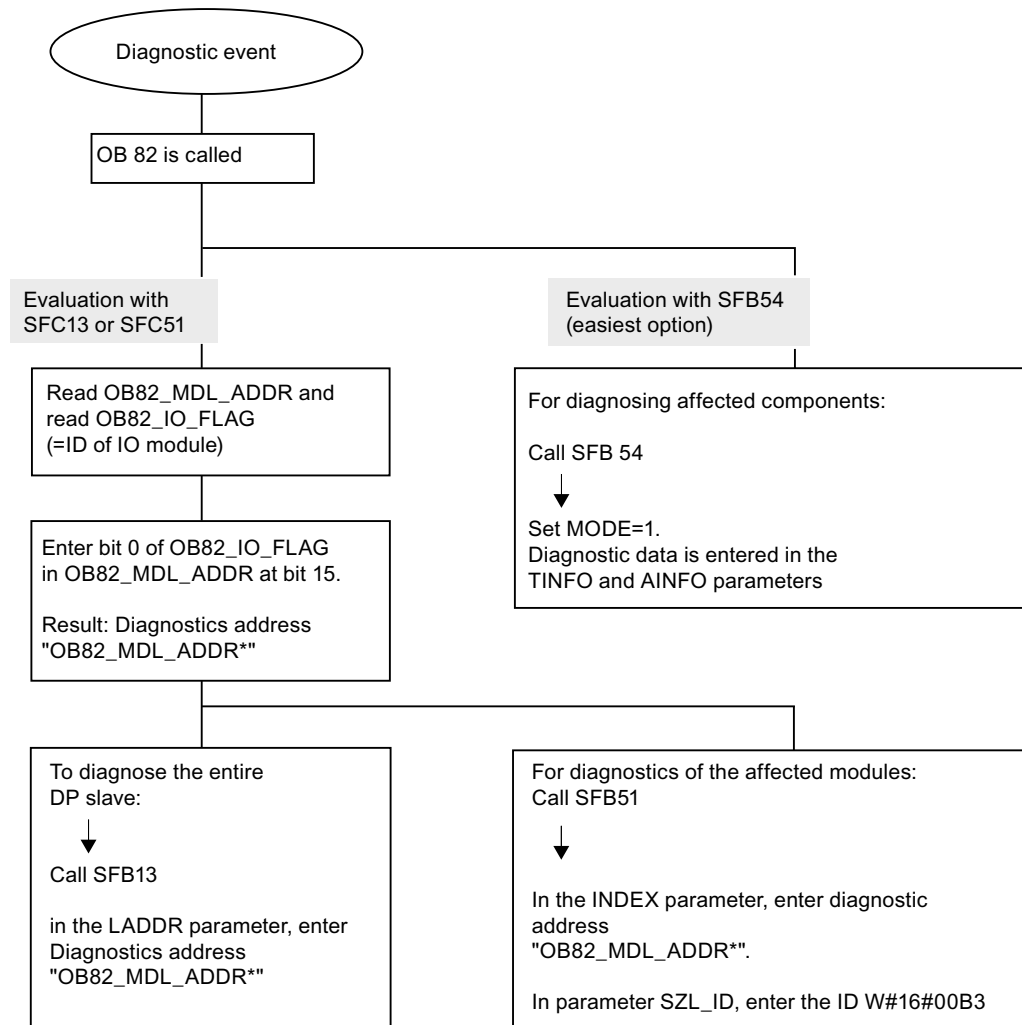 Diagnostic event
OB 82 is called
Evaluation with
SFC13 or SFC51
Evaluation with SFB54
(easiest option)
Read OB82_MDL_ADDR and
read OB82_IO_FLAG
(=ID of IO module)
For diagnosing affected components:
Call SFB 54
Set MODE=1.
Diagnostic data is entered in the
TINFO and AINFO parameters
Enter bit 0 of OB82_IO_FLAG
in OB82_MDL_ADDR at bit 15.
Result: Diagnostics address
"OB82_MDL_ADDR*"
To diagnose the entire
DP slave:
Call SFB13
in the LADDR parameter, enter
Diagnostics address
"OB82_MDL_ADDR*"
For diagnostics of the affected modules:
Call SFB51
In the INDEX parameter, enter diagnostic
address
"OB82_MDL_ADDR*".
In parameter SZL_ID, enter the ID W#16#00B3